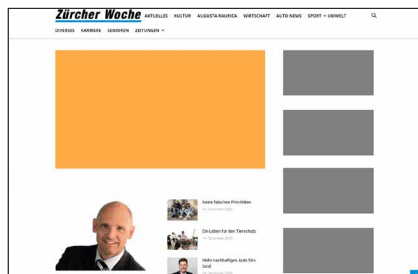 Zürcher Woche
AKTUELLES KULTUR AUGUSTA RAURICA WIRTSCHAFT AUTO NEWS SPORT + UMWELT
DIVERSES KARRIERE SENIOREN ZEITUNGEN
Keine falschen Prioritäten
Ein Leben für den Tierschutz
Mehr nachhaltiges Auto fürs
Geld